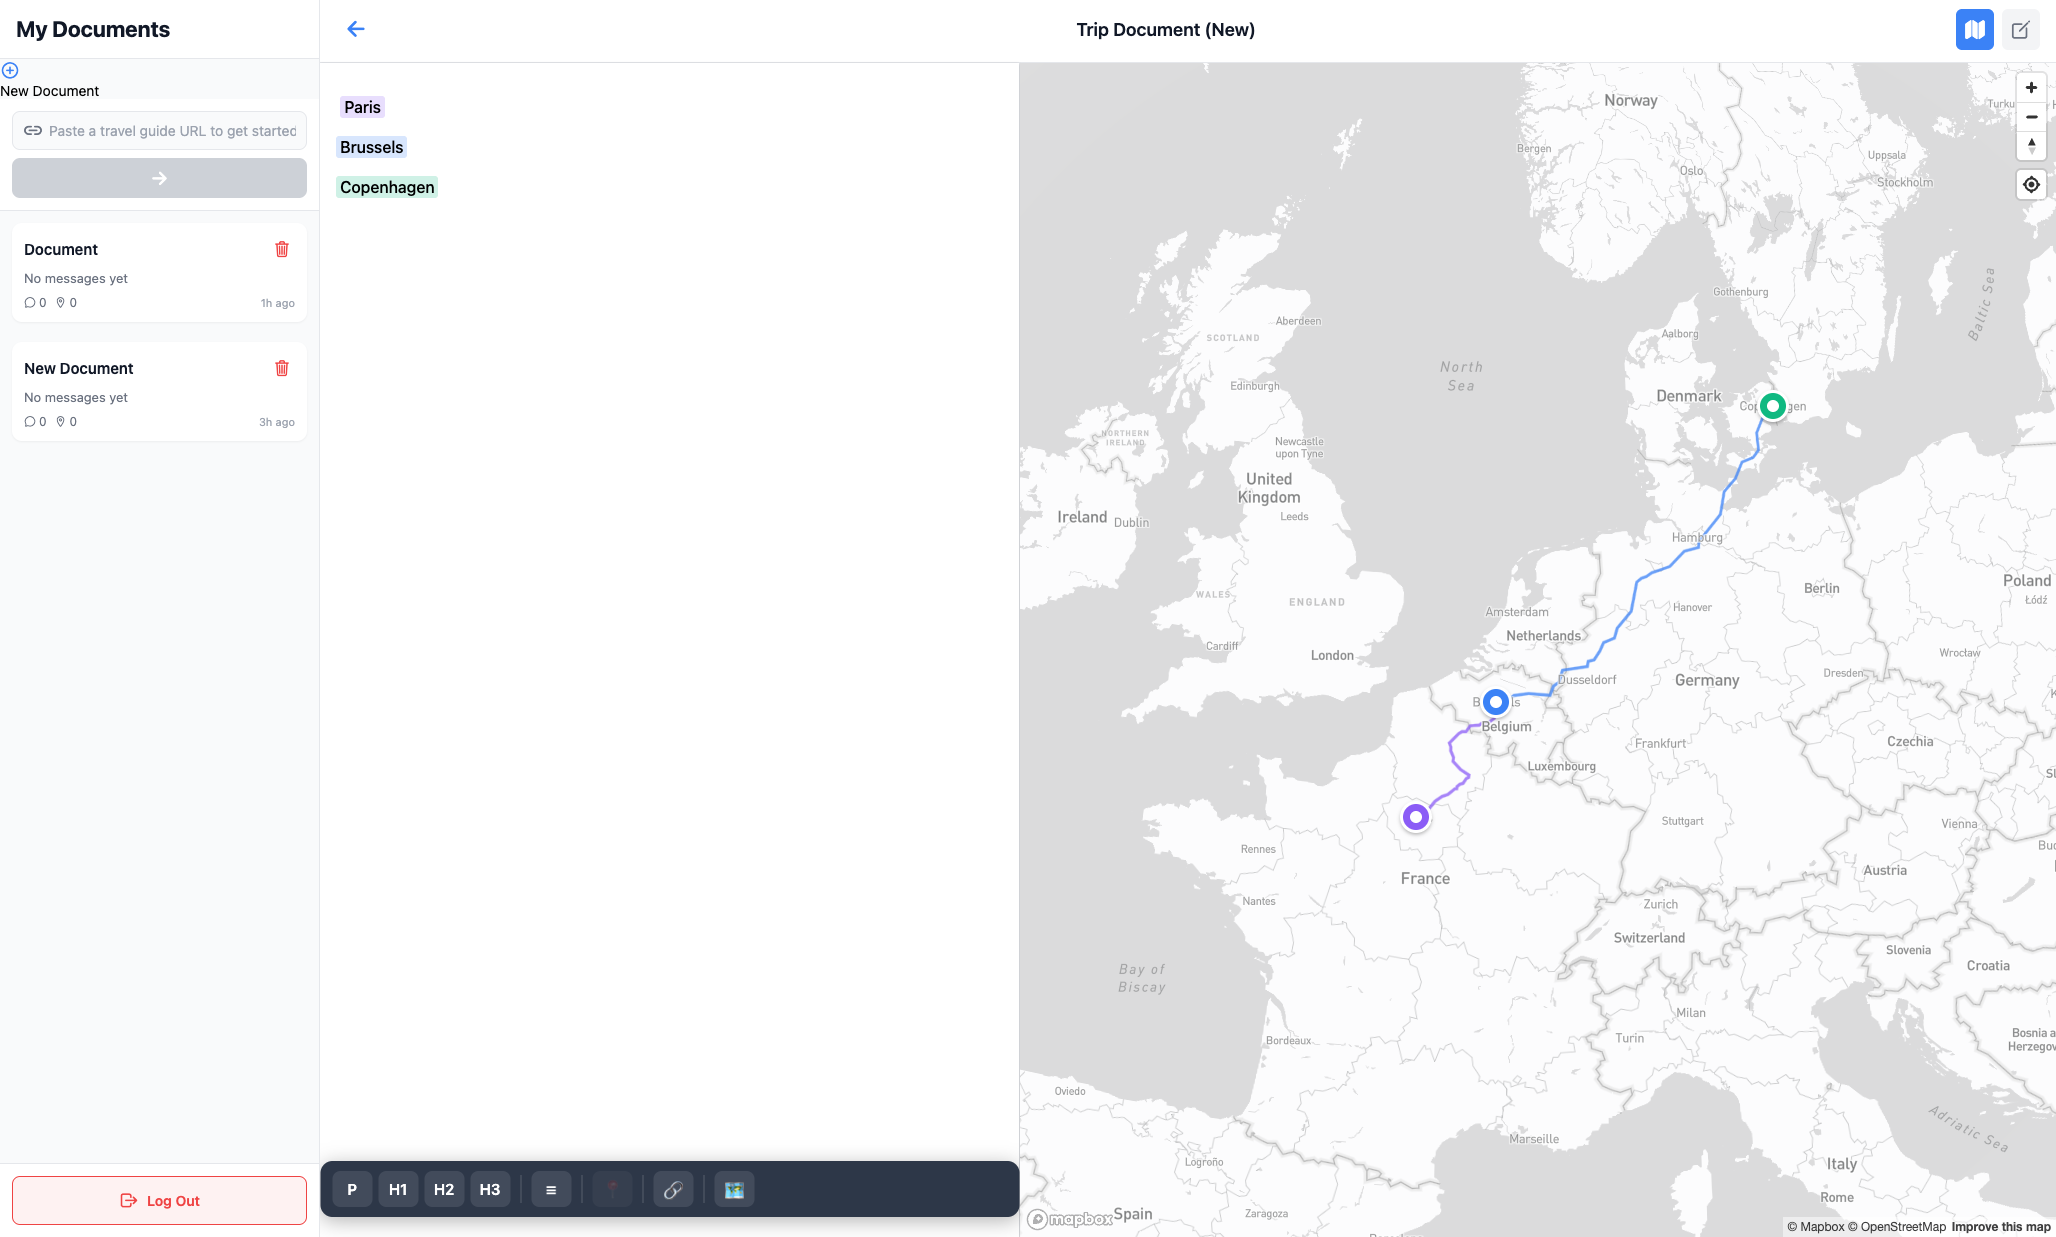 My Documents
New Document
Paste a travel guide URL to get started
Document
No messages yet
0 0 1h ago
New Document
No messages yet
0 0 3h ago
Log Out
Trip Document (New)
Paris
Brussels
Copenhagen
P H1 H2 H3
Norway
Bergen
Oslo
Uppsala
Stockholm
Turku
Gothenburg
Baltic Sea
Aalborg
Denmark
Aberdeen
SCOTLAND
Edinburgh
North
Sea
NORTHERN
IRELAND
Newcastle
upon Tyne
United
Kingdom
Leeds
Ireland
Dublin
Hamburg
Berlin
Poland
Łódź
Hanover
WALES
ENGLAND
Amsterdam
Netherlands
Cardiff
London
Wrocław
Dresden
Dusseldorf
Germany
Belgium
Frankfurt
Czechia
Luxembourg
Stuttgart
Vienna
Rennes
France
Austria
Nantes
Zurich
Switzerland
Slovenia
Croatia
Bay of
Biscay
Milan
Turin
Bosnia a
Herzegov
Bordeaux
Oviedo
Marseille
Adriatic Sea
Logroño
Italy
Rome
Spain
Zaragoza
mapbox
© Mapbox © OpenStreetMap Improve this map